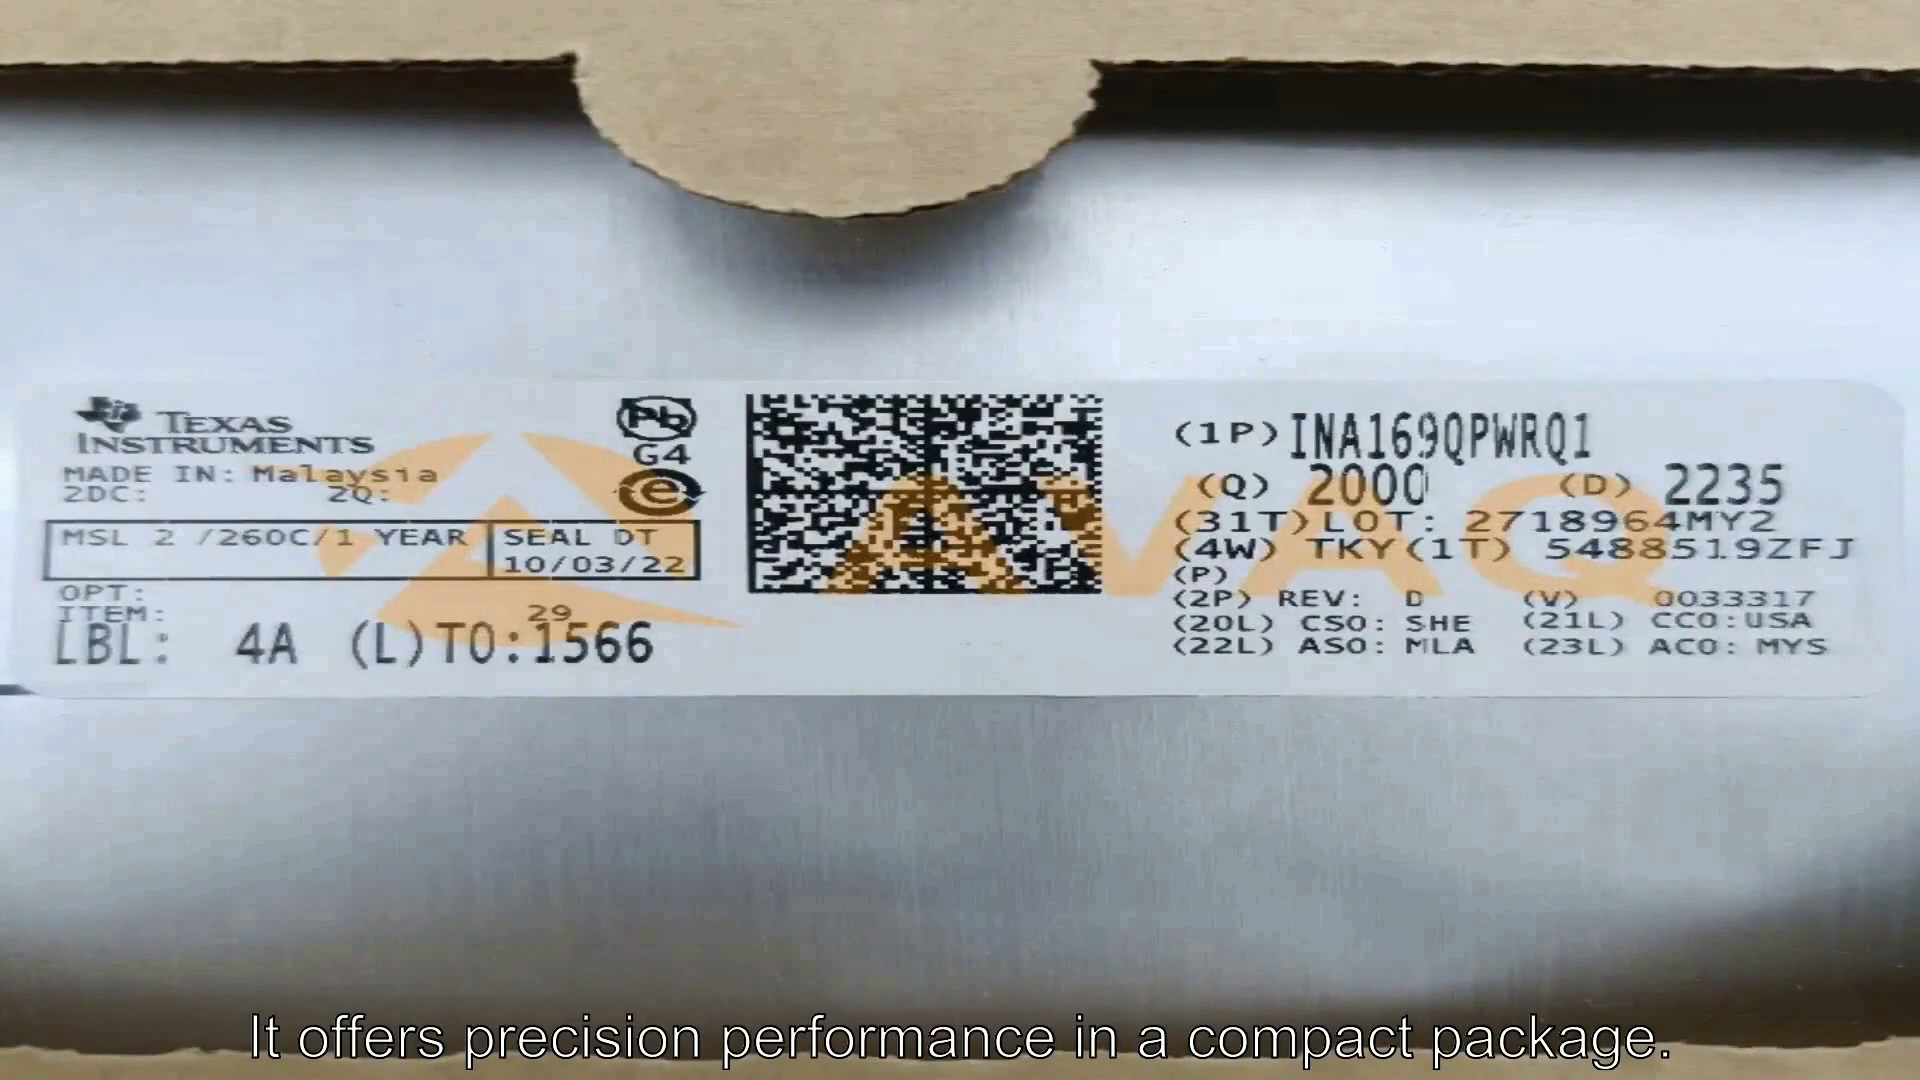 TEXAS
INSTRUMENTS
MADE IN: Malaysia
2DC: 2Q:
MSL 2 /260C/1 YEAR
SEAL DT
10/03/22
OPT:
ITEM: 29
LBL: 4A (L)TO:1566
Pb
G4
e
(1P)INA169QPWRQ1
(Q) 2000 (D) 2235
(31T)LOT: 2718964MY2
(4W) TKY(1T) 5488519ZFJ
(P)
(2P) REV: D (V) 0033317
(20L) CSO: SHE (21L) CCO:USA
(22L) ASO: MLA (23L) ACO: MYS
AVAQ
It offers precision performance in a compact package.